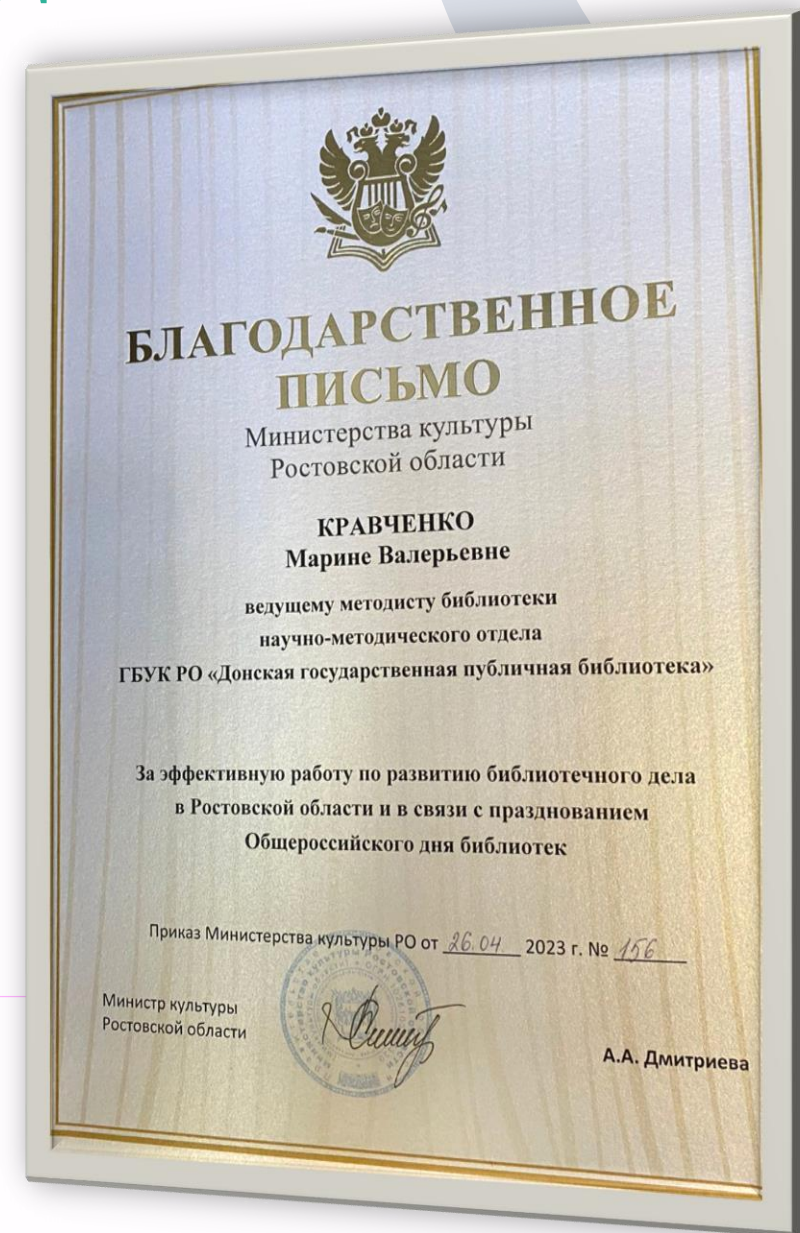 БЛАГОДАРСТВЕННОЕ
ПИСЬМО
Министерства культуры
Ростовской области
КРАВЧЕНКО
Марине Валерьевне
ведущему методисту библиотеки
научно-методического отдела
ГБУК РО «Донская государственная публичная библиотека»
За эффективную работу по развитию библиотечного дела
в Ростовской области и в связи с празднованием
Общероссийского дня библиотек
Приказ Министерства культуры РО от 26.04 2023 г. № 156
Министр культуры
Ростовской области
А.А. Дмитриева